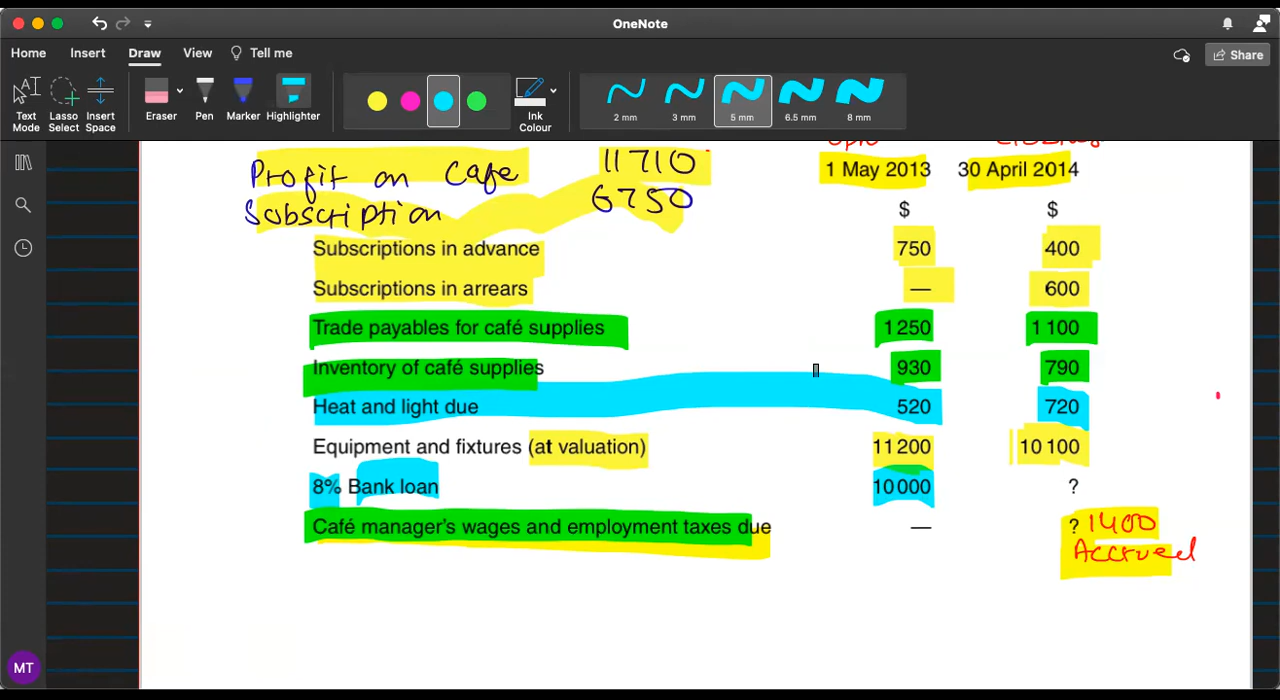 OneNote
Home Insert Draw View Tell me
Share
Text Mode
Lasso Select
Insert Space
Eraser
Pen
Marker
Highlighter
Ink Colour
2 mm 3 mm 5 mm 6.5 mm 8 mm
Profit on Cafe 11710
1 May 2013 30 April 2014
Subscription 6750
$ $
Subscriptions in advance 750 400
Subscriptions in arrears — 600
Trade payables for café supplies 1 250 1 100
Inventory of café supplies 930 790
Heat and light due 520 720
Equipment and fixtures (at valuation) 11 200 10 100
8% Bank loan 10 000 ?
Café manager's wages and employment taxes due — ? 1400
Accrued
MT